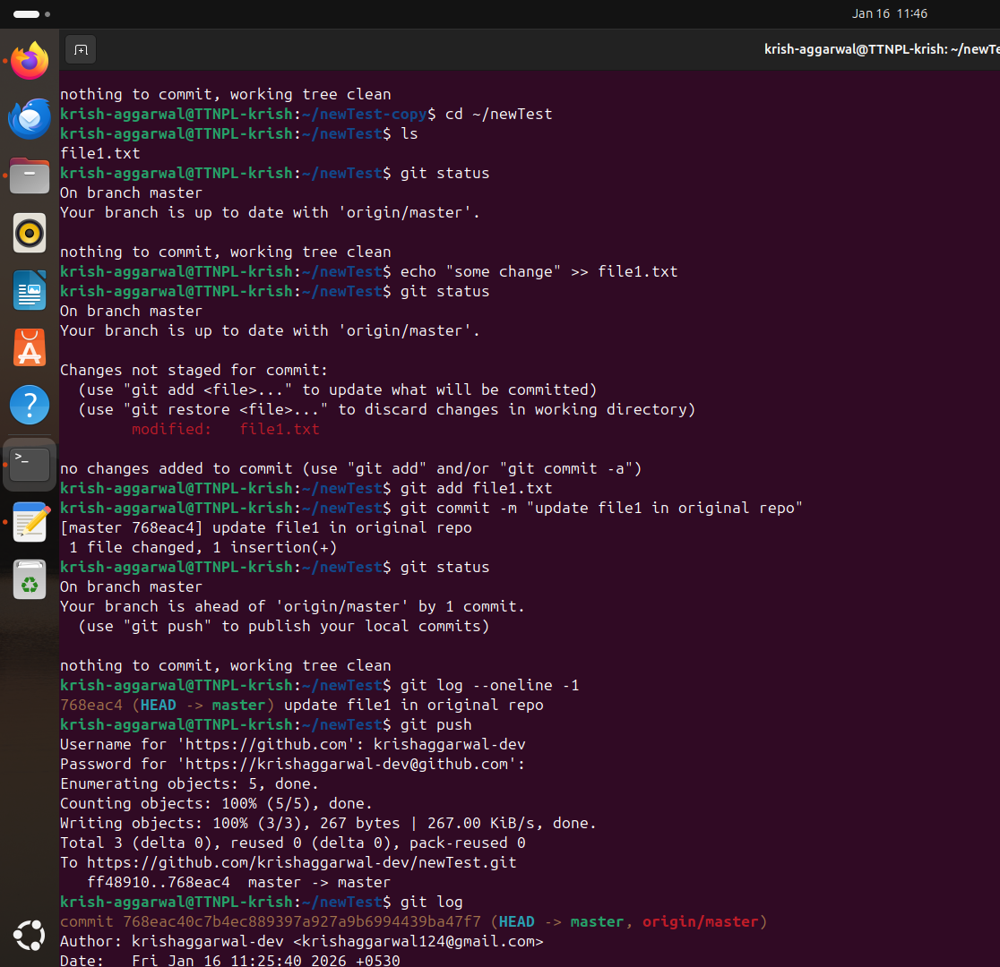 Jan 16 11:46
krish-aggarwal@TTNPL-krish: ~/newTe
nothing to commit, working tree clean
krish-aggarwal@TTNPL-krish:~/newTest-copy$ cd ~/newTest
krish-aggarwal@TTNPL-krish:~/newTest$ ls
file1.txt
krish-aggarwal@TTNPL-krish:~/newTest$ git status
On branch master
Your branch is up to date with 'origin/master'.
nothing to commit, working tree clean
krish-aggarwal@TTNPL-krish:~/newTest$ echo "some change" >> file1.txt
krish-aggarwal@TTNPL-krish:~/newTest$ git status
On branch master
Your branch is up to date with 'origin/master'.
Changes not staged for commit:
  (use "git add <file>..." to update what will be committed)
  (use "git restore <file>..." to discard changes in working directory)
        modified:   file1.txt
no changes added to commit (use "git add" and/or "git commit -a")
krish-aggarwal@TTNPL-krish:~/newTest$ git add file1.txt
krish-aggarwal@TTNPL-krish:~/newTest$ git commit -m "update file1 in original repo"
[master 768eac4] update file1 in original repo
 1 file changed, 1 insertion(+)
krish-aggarwal@TTNPL-krish:~/newTest$ git status
On branch master
Your branch is ahead of 'origin/master' by 1 commit.
  (use "git push" to publish your local commits)
nothing to commit, working tree clean
krish-aggarwal@TTNPL-krish:~/newTest$ git log --oneline -1
768eac4 (HEAD -> master) update file1 in original repo
krish-aggarwal@TTNPL-krish:~/newTest$ git push
Username for 'https://github.com': krishaggarwal-dev
Password for 'https://krishaggarwal-dev@github.com':
Enumerating objects: 5, done.
Counting objects: 100% (5/5), done.
Writing objects: 100% (3/3), 267 bytes | 267.00 KiB/s, done.
Total 3 (delta 0), reused 0 (delta 0), pack-reused 0
To https://github.com/krishaggarwal-dev/newTest.git
   ff48910..768eac4  master -> master
krish-aggarwal@TTNPL-krish:~/newTest$ git log
commit 768eac40c7b4ec889397a927a9b6994439ba47f7 (HEAD -> master, origin/master)
Author: krishaggarwal-dev <krishaggarwal124@gmail.com>
Date:   Fri Jan 16 11:25:40 2026 +0530